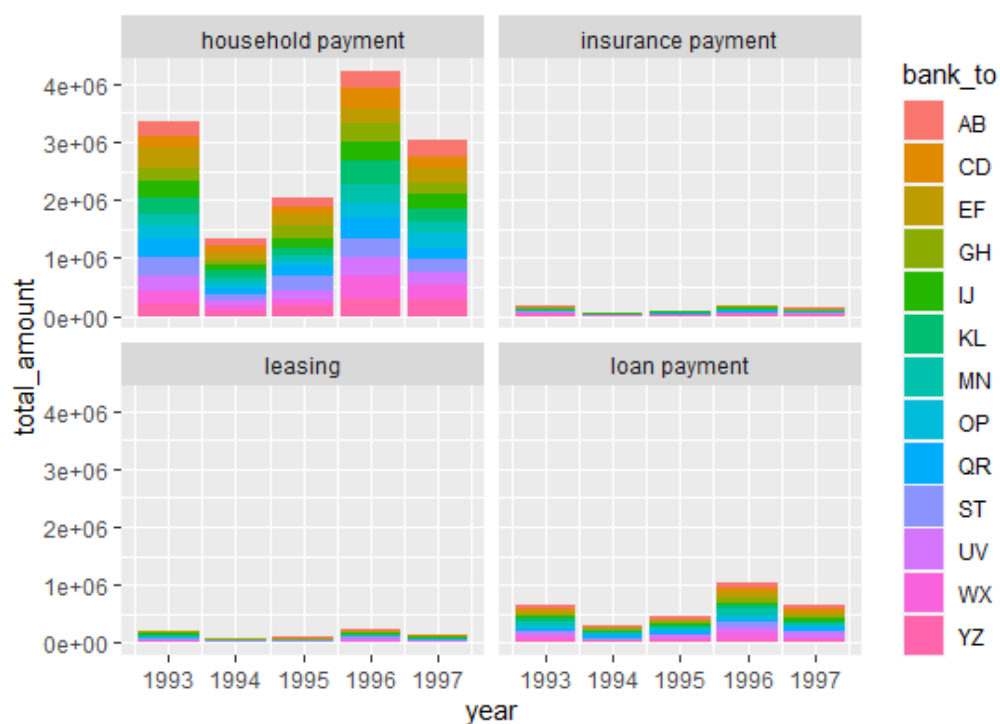 household payment
insurance payment
4e+06
3e+06
2e+06
1e+06
0e+00
leasing
loan payment
4e+06
3e+06
2e+06
1e+06
0e+00
1993 1994 1995 1996 1997
1993 1994 1995 1996 1997
year
total_amount
bank_to
AB
CD
EF
GH
IJ
KL
MN
OP
QR
ST
UV
WX
YZ